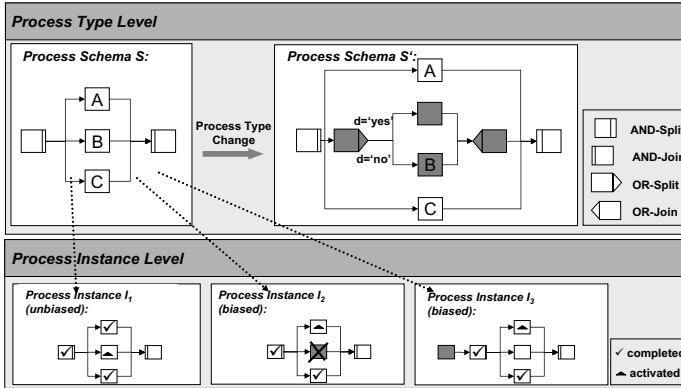 Process Type Level
Process Schema S:
Process Schema S‘:
A
B
C
Process Type
Change
A
d=‘yes‘
d=‘no‘
B
C
AND-Split
AND-Join
OR-Split
OR-Join
Process Instance Level
Process Instance I1
(unbiased):
Process Instance I2
(biased):
Process Instance I3
(biased):
completed
activated